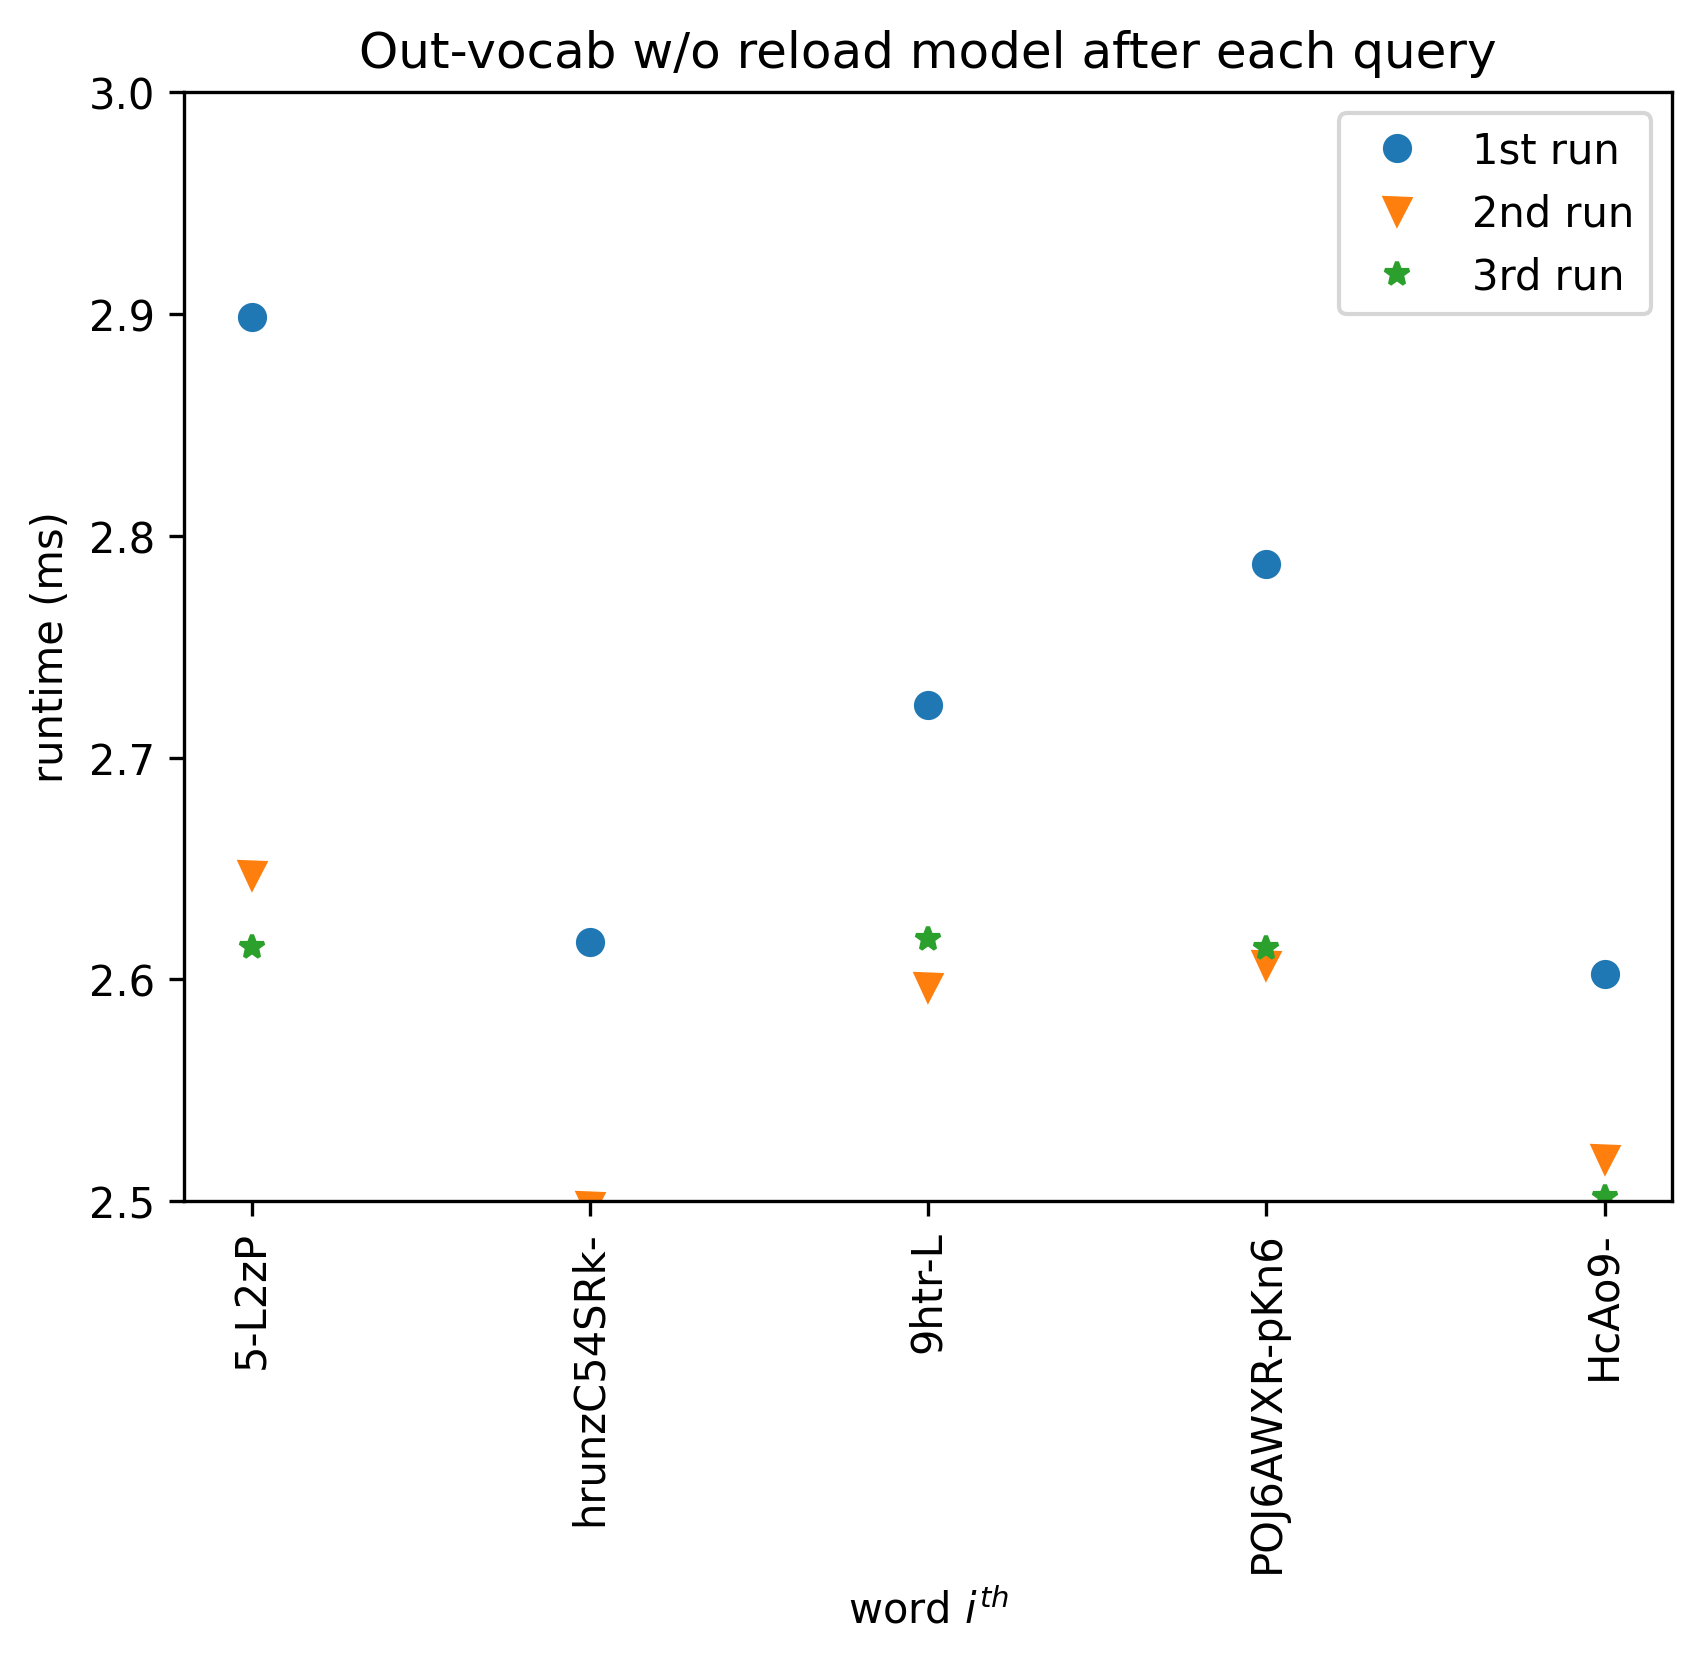 Out-vocab w/o reload model after each query
3.0
2.9
2.8
2.7
2.6
2.5
runtime (ms)
1st run
2nd run
3rd run
5-L2zP
hrunzC54SRk-
9htr-L
POJ6AWXR-pKn6
HcAo9-
word i^th